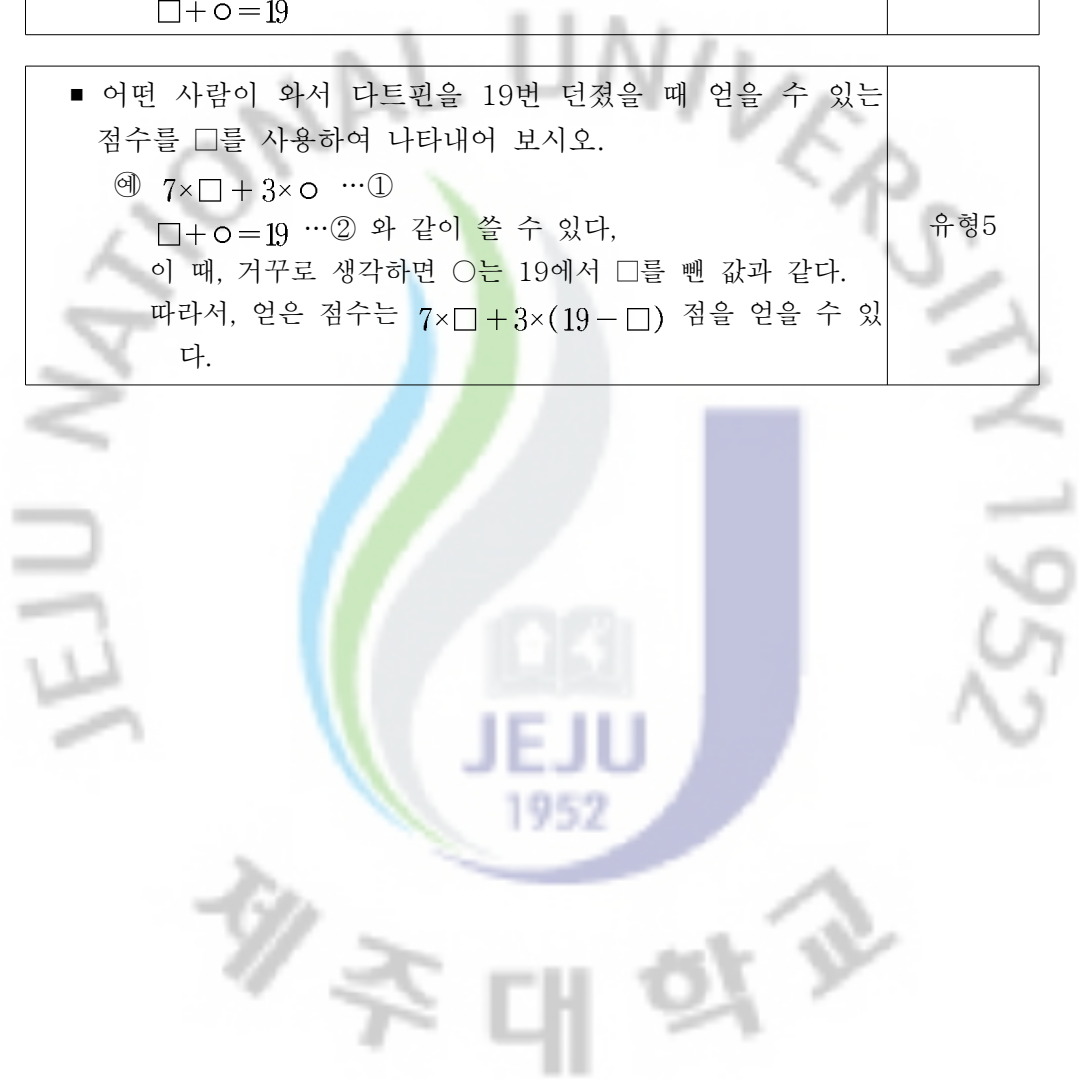 □+○=19
■ 어떤 사람이 와서 다트핀을 19번 던졌을 때 얻을 수 있는
점수를 □를 사용하여 나타내어 보시오.
㉠예 7×□+3×○ …①
□+○=19 …② 와 같이 쓸 수 있다,
이 때, 거꾸로 생각하면 ○는 19에서 □를 뺀 값과 같다.
따라서, 얻은 점수는 7×□+3×(19-□) 점을 얻을 수 있
다.
유형5
JEJU NATIONAL UNIVERSITY 1952
JEJU
1952
제주대학교